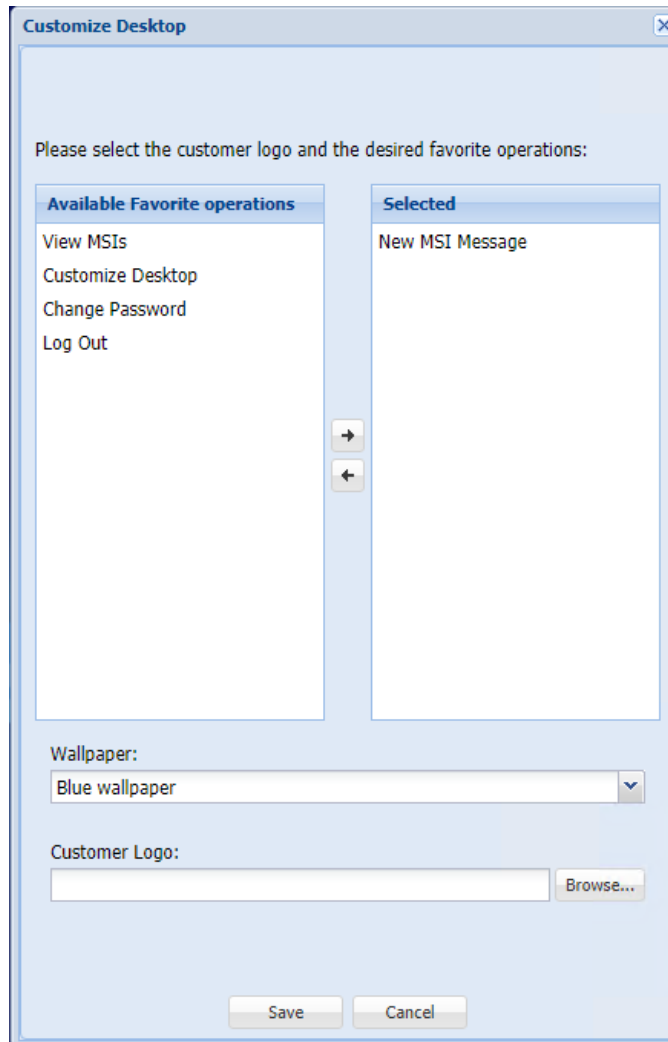 Customize Desktop
Please select the customer logo and the desired favorite operations:
Available Favorite operations
View MSIs
Customize Desktop
Change Password
Log Out
Selected
New MSI Message
Wallpaper:
Blue wallpaper
Customer Logo:
Browse...
Save Cancel